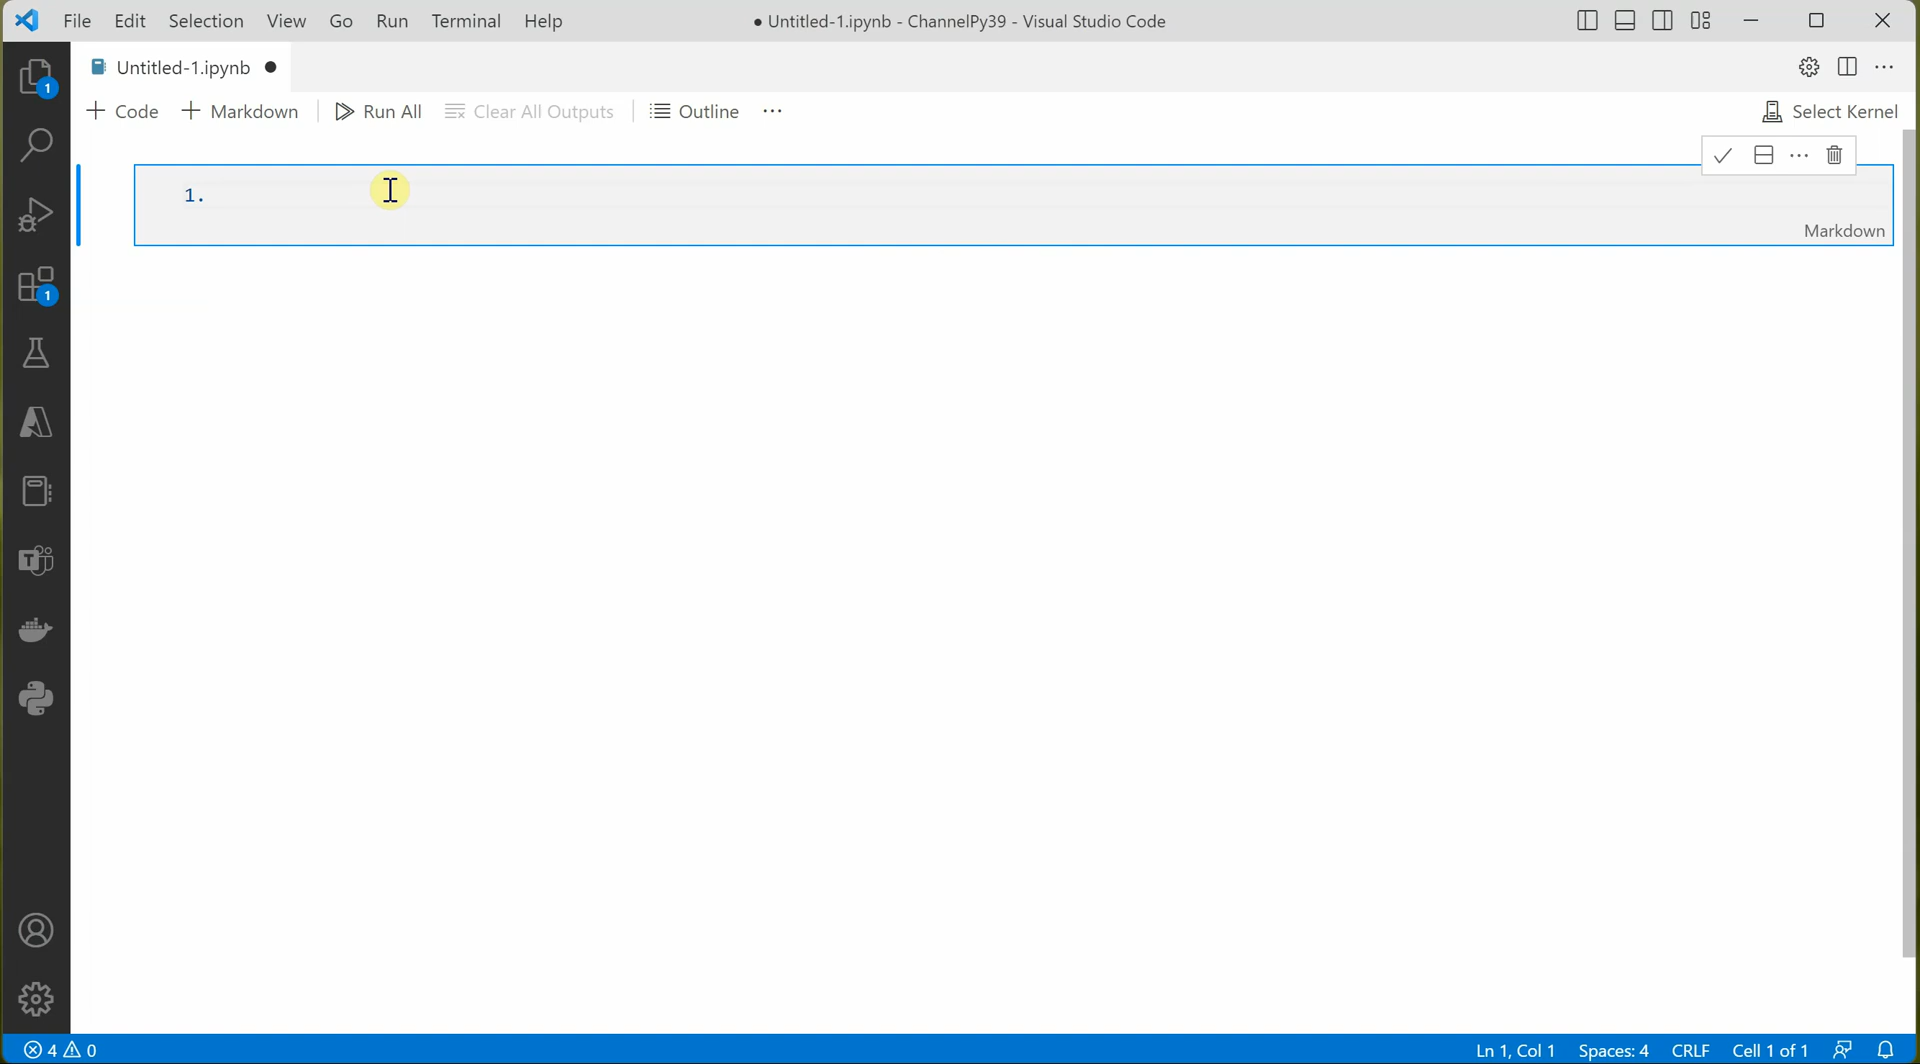 File Edit Selection View Go Run Terminal Help ● Untitled-1.ipynb - ChannelPy39 - Visual Studio Code
Untitled-1.ipynb
1
Code Markdown Run All Clear All Outputs Outline Select Kernel
1.
Markdown
1
4 0 Ln 1, Col 1 Spaces: 4 CRLF Cell 1 of 1